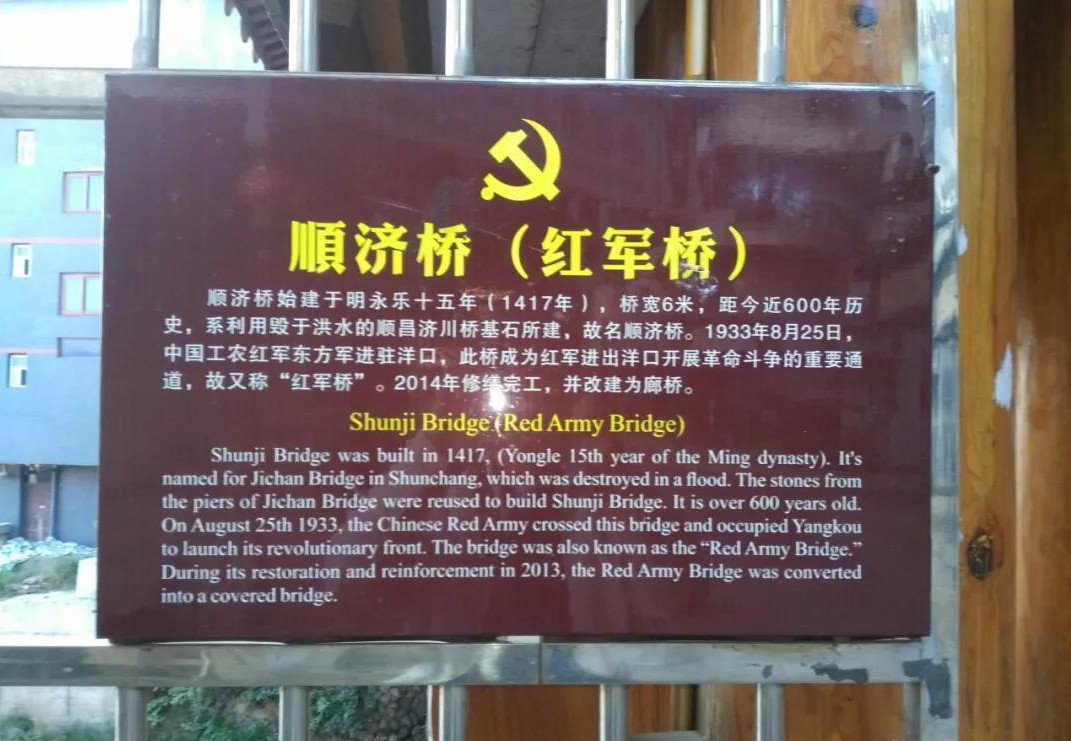 順济桥（红军桥）
顺济桥始建于明永乐十五年（1417年），桥宽6米，距今近600年历
史，系利用毁于洪水的顺昌济川桥基石所建，故名顺济桥。1933年8月25日，
中国工农红军东方军进驻洋口，此桥成为红军进出洋口开展革命斗争的重要通
道，故又称“红军桥”。2014年修缮完工，并改建为廊桥。
Shunji Bridge (Red Army Bridge)
Shunji Bridge was built in 1417, (Yongle 15th year of the Ming dynasty). It's
named for Jichan Bridge in Shunchang, which was destroyed in a flood. The stones from
the piers of Jichan Bridge were reused to build Shunji Bridge. It is over 600 years old.
On August 25th 1933, the Chinese Red Army crossed this bridge and occupied Yangkou
to launch its revolutionary front. The bridge was also known as the “Red Army Bridge.”
During its restoration and reinforcement in 2013, the Red Army Bridge was converted
into a covered bridge.